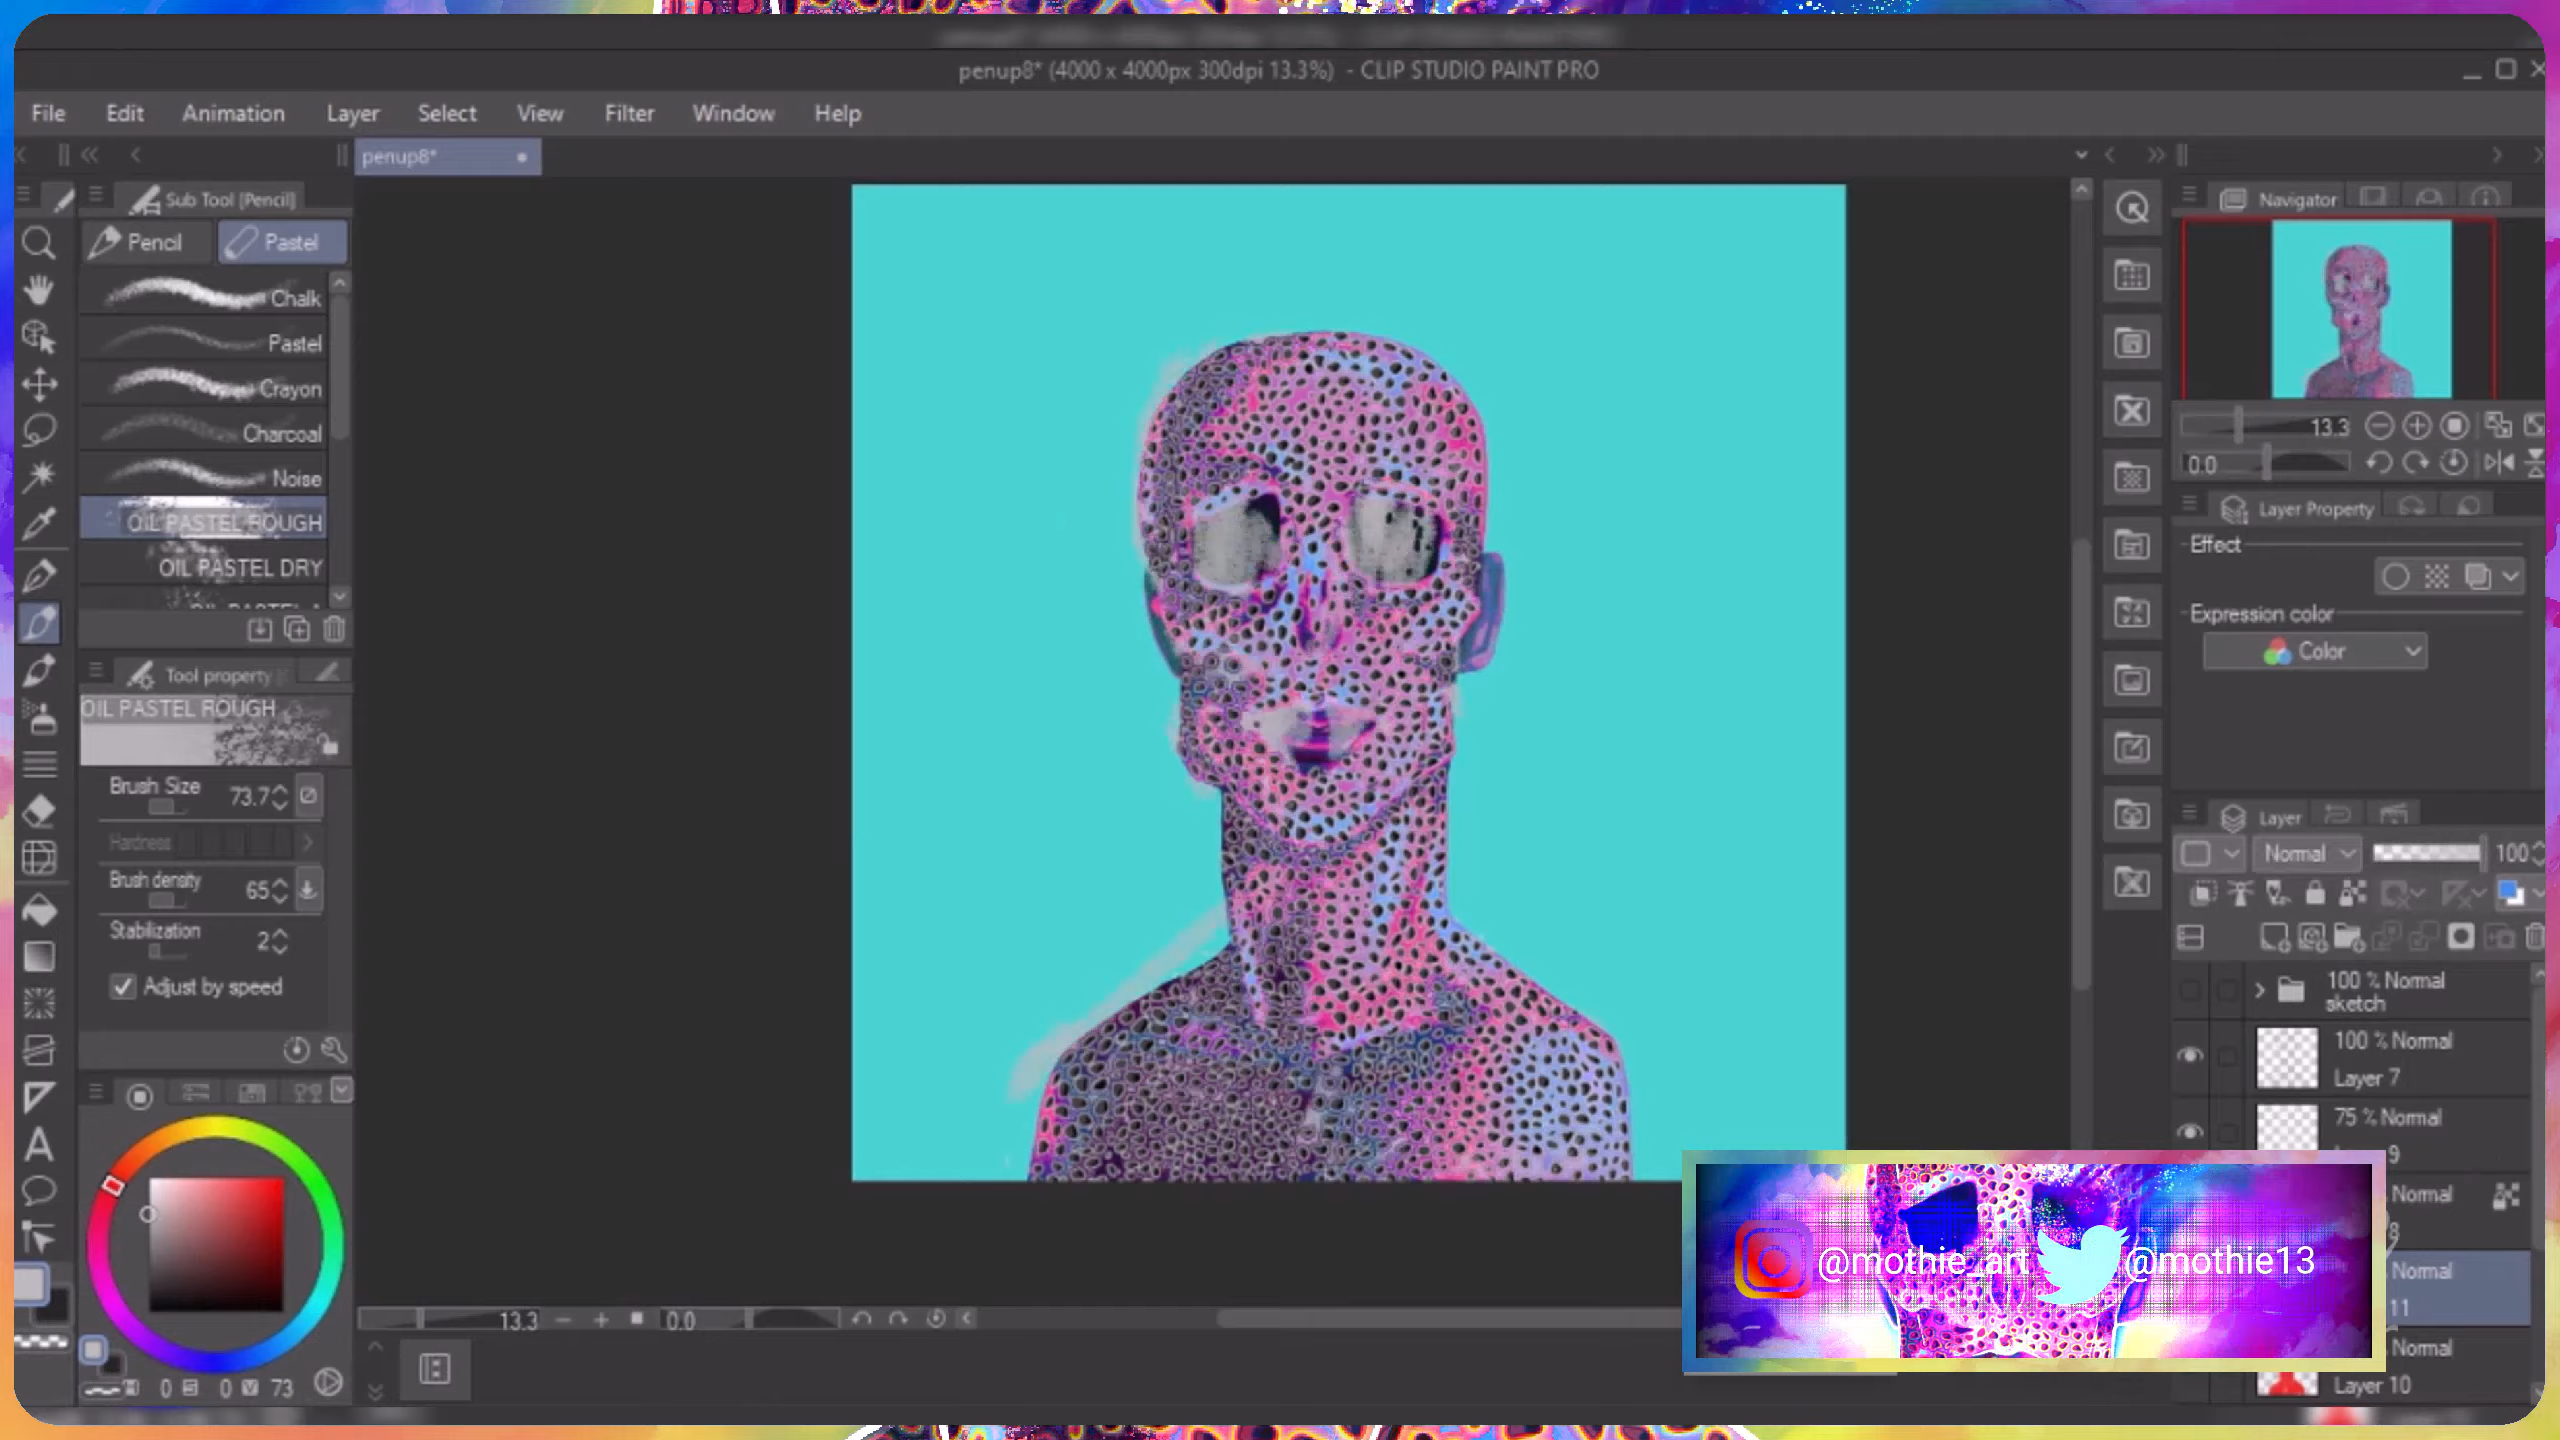 penup8* (4000 x 4000px 300dpi 13.3%) - CLIP STUDIO PAINT PRO
File Edit Animation Layer Select View Filter Window Help
penup8*
Sub Tool [Pencil]
Pencil Pastel
Chalk
Pastel
Crayon
Charcoal
Noise
OIL PASTEL ROUGH
OIL PASTEL DRY
Tool property
OIL PASTEL ROUGH
Brush Size 73.7
Hardness
Brush density 65
Stabilization 2
Adjust by speed
0 0 73
13.3 0.0
Navigator
13.3
0.0
Layer Property
Effect
Expression color
Color
Layer
Normal 100
100 % Normal
sketch
100 % Normal
Layer 7
75 % Normal
9
Normal
8
Normal
11
Normal
Layer 10
@mothie_art @mothie13